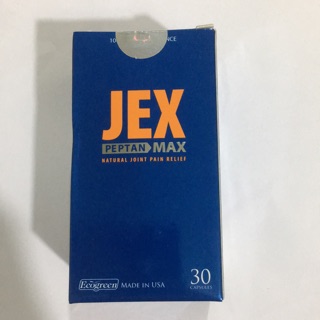 JEX
PEPTAN MAX
NATURAL JOINT PAIN RELIEF
Ecogreen MADE IN USA
30
CAPSULES